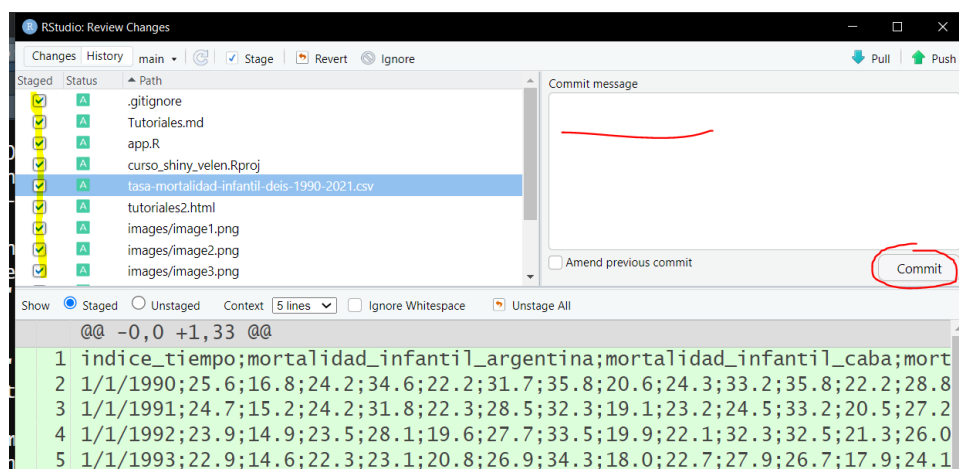 RStudio: Review Changes
Changes History main Stage Revert Ignore Pull Push
Staged Status Path Commit message
A .gitignore
A Tutoriales.md
A app.R
A curso_shiny_velen.Rproj
A tasa-mortalidad-infantil-deis-1990-2021.csv
A tutoriales2.html
A images/image1.png
A images/image2.png
A images/image3.png
Amend previous commit Commit
Show Staged Unstaged Context 5 lines Ignore Whitespace Unstage All
@@ -0,0 +1,33 @@
1 indice_tiempo;mortalidad_infantil_argentina;mortalidad_infantil_caba;mort
2 1/1/1990;25.6;16.8;24.2;34.6;22.2;31.7;35.8;20.6;24.3;33.2;35.8;22.2;28.8
3 1/1/1991;24.7;15.2;24.2;31.8;22.3;28.5;32.3;19.1;23.2;24.5;33.2;20.5;27.2
4 1/1/1992;23.9;14.9;23.5;28.1;19.6;27.7;33.5;19.9;22.1;32.3;32.5;21.3;26.0
5 1/1/1993;22.9;14.6;22.3;23.1;20.8;26.9;34.3;18.0;22.7;27.9;26.7;17.9;24.1